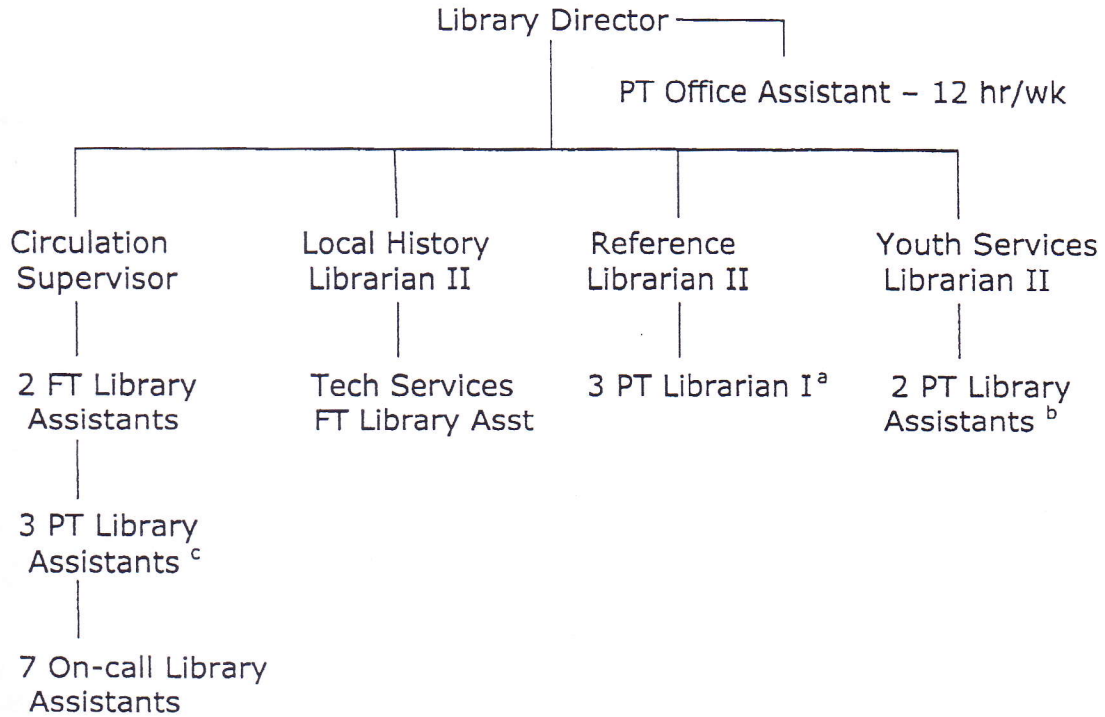 Library Director
PT Office Assistant – 12 hr/wk
Circulation
Supervisor
Local History
Librarian II
Reference
Librarian II
Youth Services
Librarian II
2 FT Library
Assistants
Tech Services
FT Library Asst
3 PT Librarian I a
2 PT Library
Assistants b
3 PT Library
Assistants c
7 On-call Library
Assistants